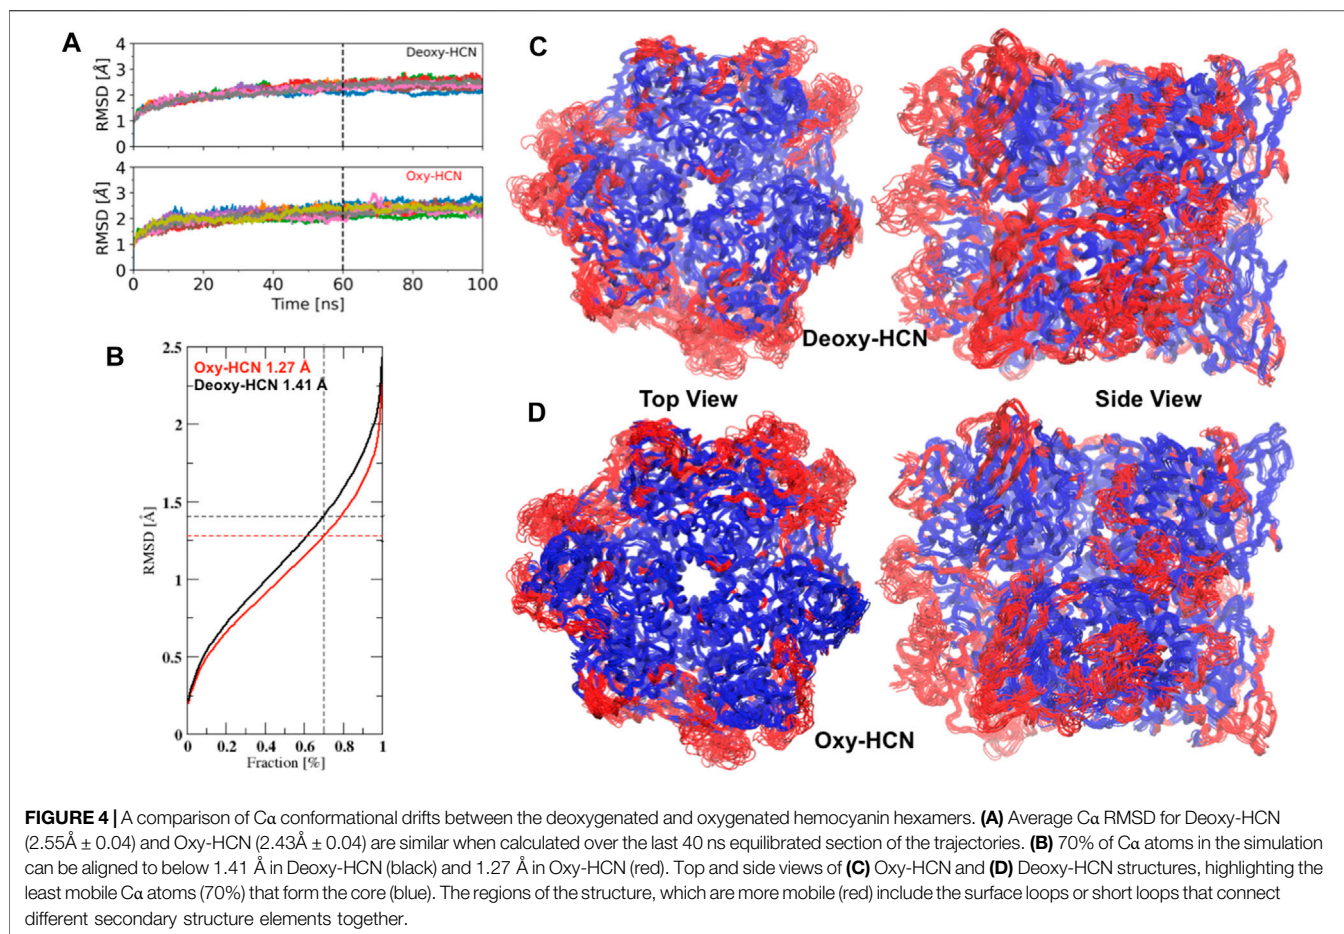 A
4
3
2
1
0
RMSD [Å]
Deoxy-HCN
4
3
2
1
0
RMSD [Å]
Oxy-HCN
0 20 40 60 80 100
Time [ns]
B
2.5
2
1.5
1
0.5
0
RMSD [Å]
Oxy-HCN 1.27 Å
Deoxy-HCN 1.41 Å
0 0.2 0.4 0.6 0.8 1
Fraction [%]
C
Deoxy-HCN
Top View
Side View
D
Oxy-HCN
FIGURE 4 | A comparison of Cα conformational drifts between the deoxygenated and oxygenated hemocyanin hexamers. (A) Average Cα RMSD for Deoxy-HCN
(2.55Å ± 0.04) and Oxy-HCN (2.43Å ± 0.04) are similar when calculated over the last 40 ns equilibrated section of the trajectories. (B) 70% of Cα atoms in the simulation
can be aligned to below 1.41 Å in Deoxy-HCN (black) and 1.27 Å in Oxy-HCN (red). Top and side views of (C) Oxy-HCN and (D) Deoxy-HCN structures, highlighting the
least mobile Cα atoms (70%) that form the core (blue). The regions of the structure, which are more mobile (red) include the surface loops or short loops that connect
different secondary structure elements together.